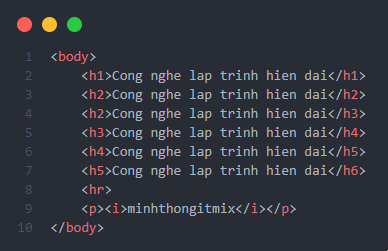 1 <body>
2 <h1>Cong nghe lap trinh hien dai</h1>
3 <h2>Cong nghe lap trinh hien dai</h2>
4 <h2>Cong nghe lap trinh hien dai</h3>
5 <h3>Cong nghe lap trinh hien dai</h4>
6 <h4>Cong nghe lap trinh hien dai</h5>
7 <h5>Cong nghe lap trinh hien dai</h6>
8 <hr>
9 <p><i>minhthongitmix</i></p>
10 </body>